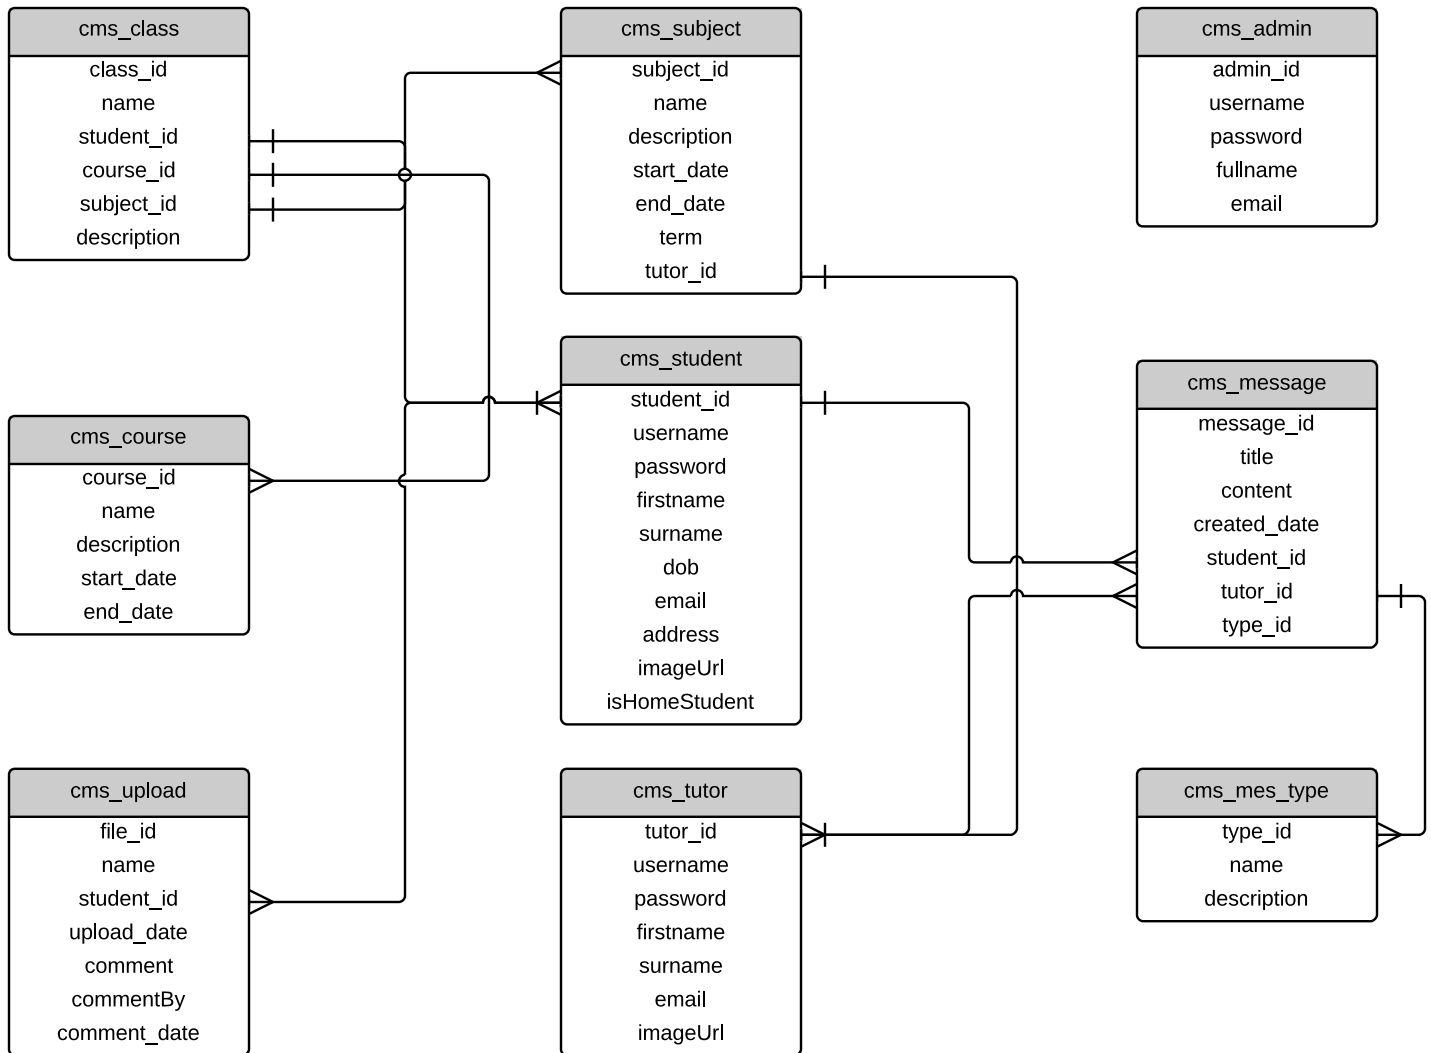 cms_class
class_id
name
student_id
course_id
subject_id
description
cms_subject
subject_id
name
description
start_date
end_date
term
tutor_id
cms_admin
admin_id
username
password
fullname
email
cms_course
course_id
name
description
start_date
end_date
cms_student
student_id
username
password
firstname
surname
dob
email
address
imageUrl
isHomeStudent
cms_message
message_id
title
content
created_date
student_id
tutor_id
type_id
cms_upload
file_id
name
student_id
upload_date
comment
commentBy
comment_date
cms_tutor
tutor_id
username
password
firstname
surname
email
imageUrl
cms_mes_type
type_id
name
description